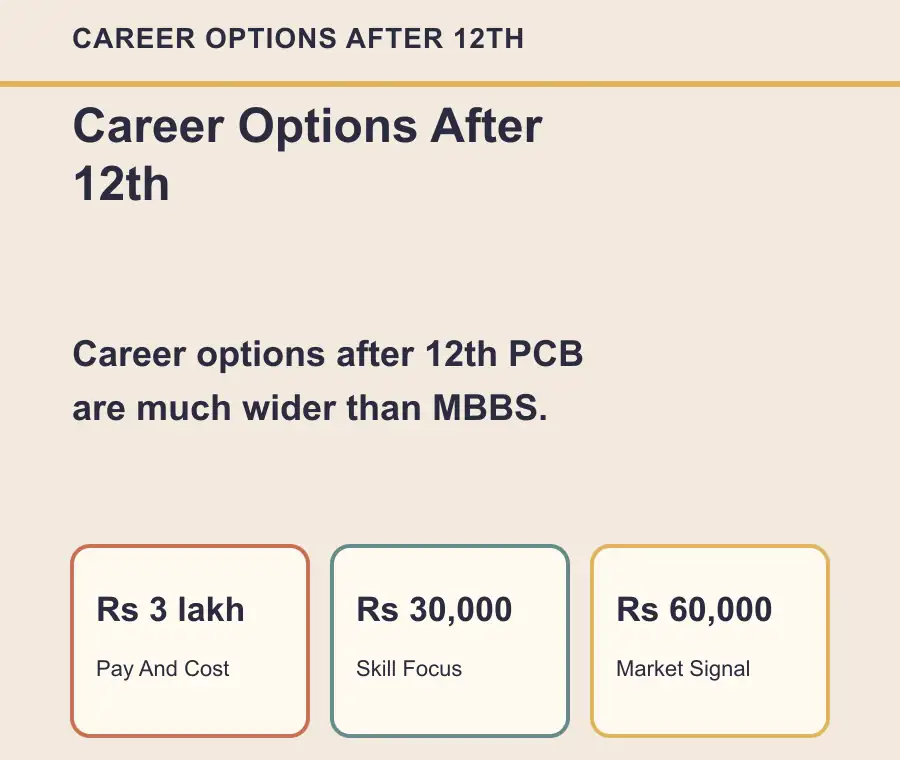 CAREER OPTIONS AFTER 12TH
Career Options After
12th
Career options after 12th PCB
are much wider than MBBS.
Rs 3 lakh
Pay And Cost
Rs 30,000
Skill Focus
Rs 60,000
Market Signal